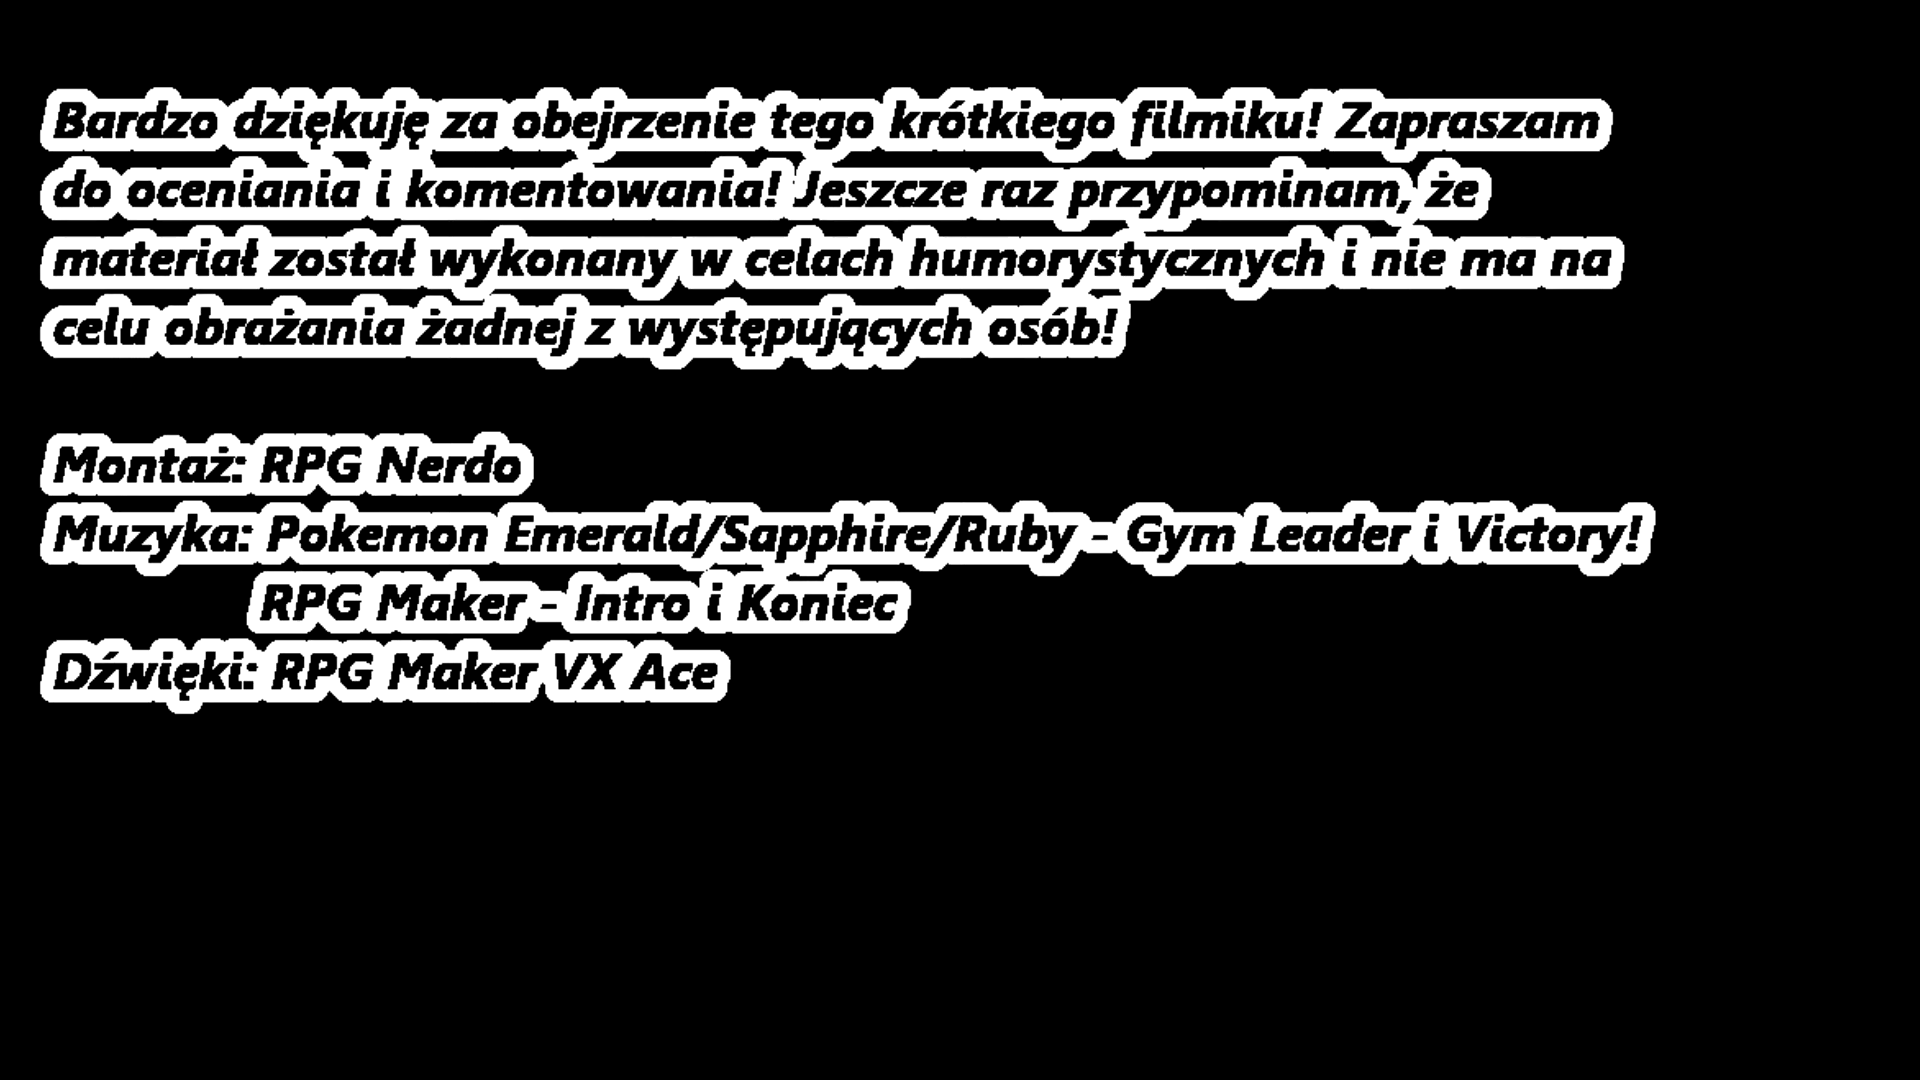 Bardzo dziękuję za obejrzenie tego krótkiego filmiku! Zapraszam
do oceniania i komentowania! Jeszcze raz przypominam, że
materiał został wykonany w celach humorystycznych i nie ma na
celu obrażania żadnej z występujących osób!
Montaż: RPG Nerdo
Muzyka: Pokemon Emerald/Sapphire/Ruby - Gym Leader i Victory!
RPG Maker - Intro i Koniec
Dźwięki: RPG Maker VX Ace